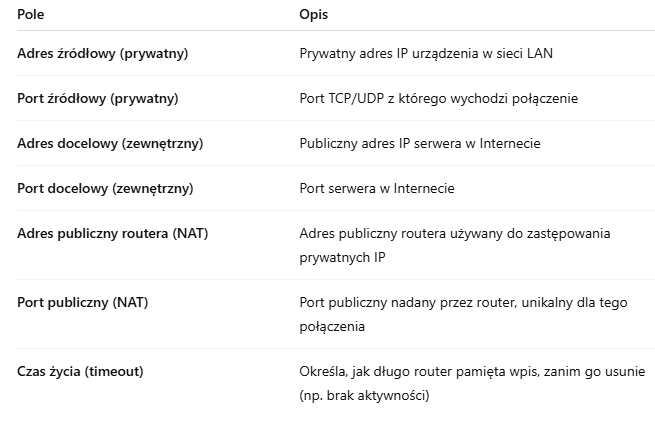 Pole Opis
Adres źródłowy (prywatny) Prywatny adres IP urządzenia w sieci LAN
Port źródłowy (prywatny) Port TCP/UDP z którego wychodzi połączenie
Adres docelowy (zewnętrzny) Publiczny adres IP serwera w Internecie
Port docelowy (zewnętrzny) Port serwera w Internecie
Adres publiczny routera (NAT) Adres publiczny routera używany do zastępowania
prywatnych IP
Port publiczny (NAT) Port publiczny nadany przez router, unikalny dla tego
połączenia
Czas życia (timeout) Określa, jak długo router pamięta wpis, zanim go usunie
(np. brak aktywności)